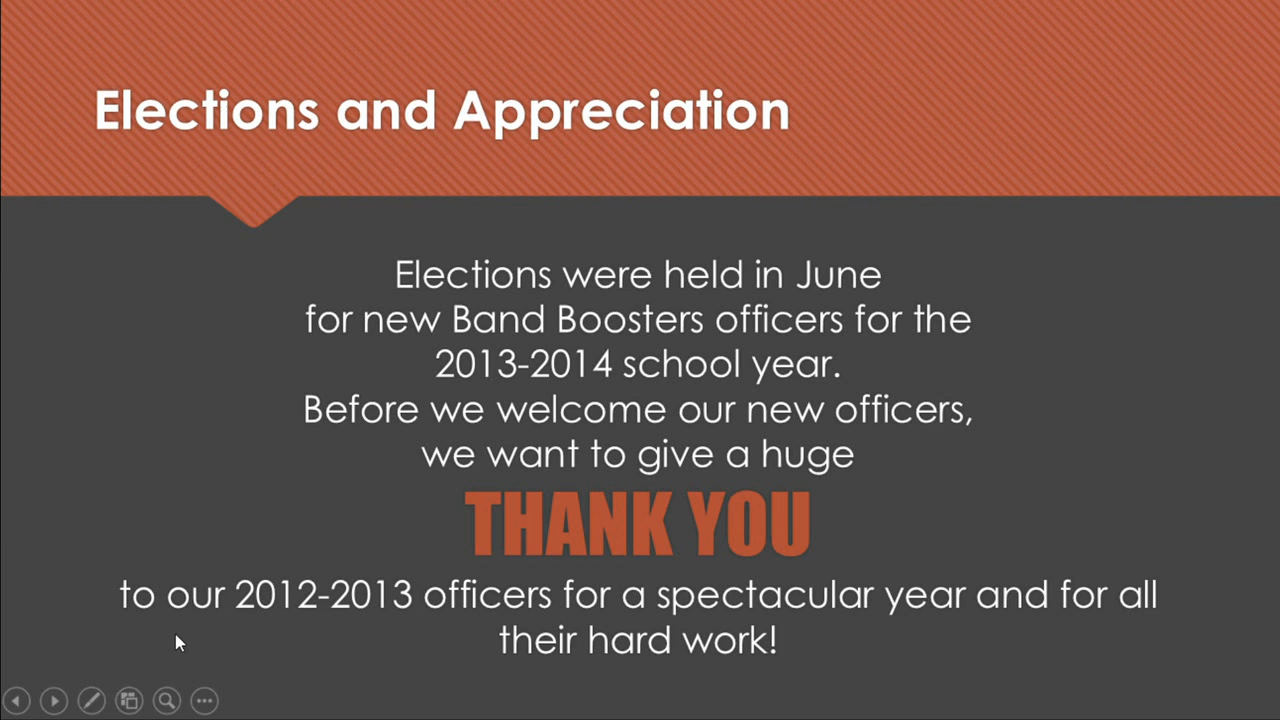 Elections and Appreciation
Elections were held in June
for new Band Boosters officers for the
2013-2014 school year.
Before we welcome our new officers,
we want to give a huge
THANK YOU
to our 2012-2013 officers for a spectacular year and for all
their hard work!